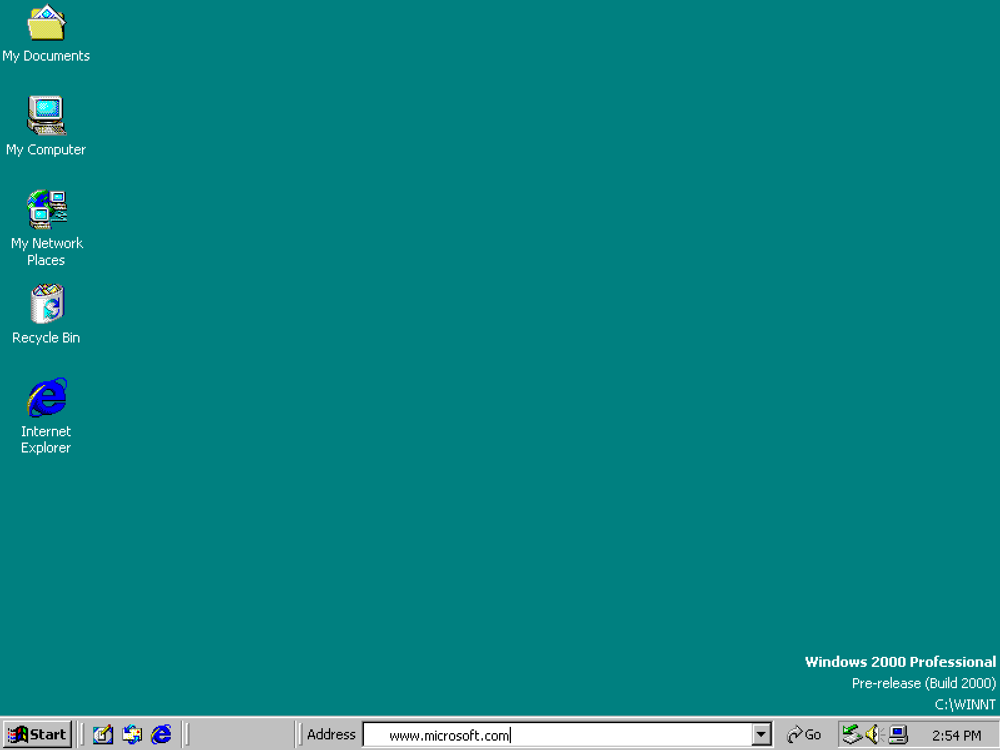 My Documents
My Computer
My Network
Places
Recycle Bin
Internet
Explorer
Windows 2000 Professional
Pre-release (Build 2000)
C:\WINNT
Start
Address
www.microsoft.com
Go
2:54 PM